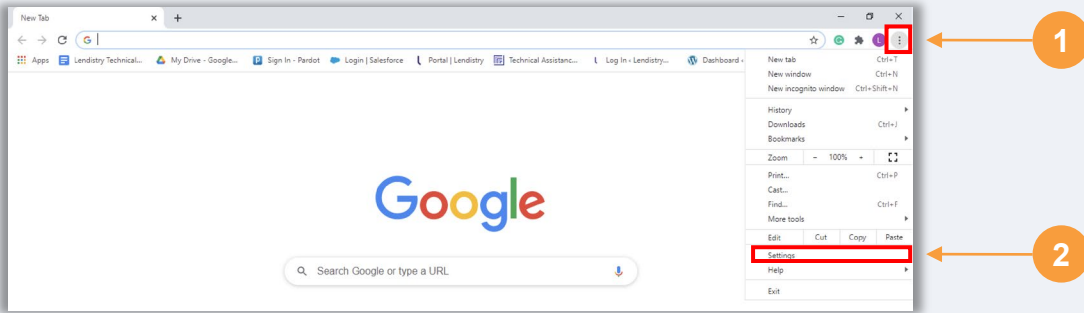 New Tab
G
L
1
Apps Lendistry Technical... My Drive - Google... Sign In - Pardot Login | Salesforce Portal | Lendistry Technical Assistanc... Log In ‹ Lendistry... Dashboard ‹
New tab Ctrl+T
New window Ctrl+N
New incognito window Ctrl+Shift+N
History
Downloads Ctrl+J
Bookmarks
Zoom - 100% +
Print... Ctrl+P
Cast...
Find... Ctrl+F
More tools
Edit Cut Copy Paste
Settings
2
Help
Exit
Google
Search Google or type a URL